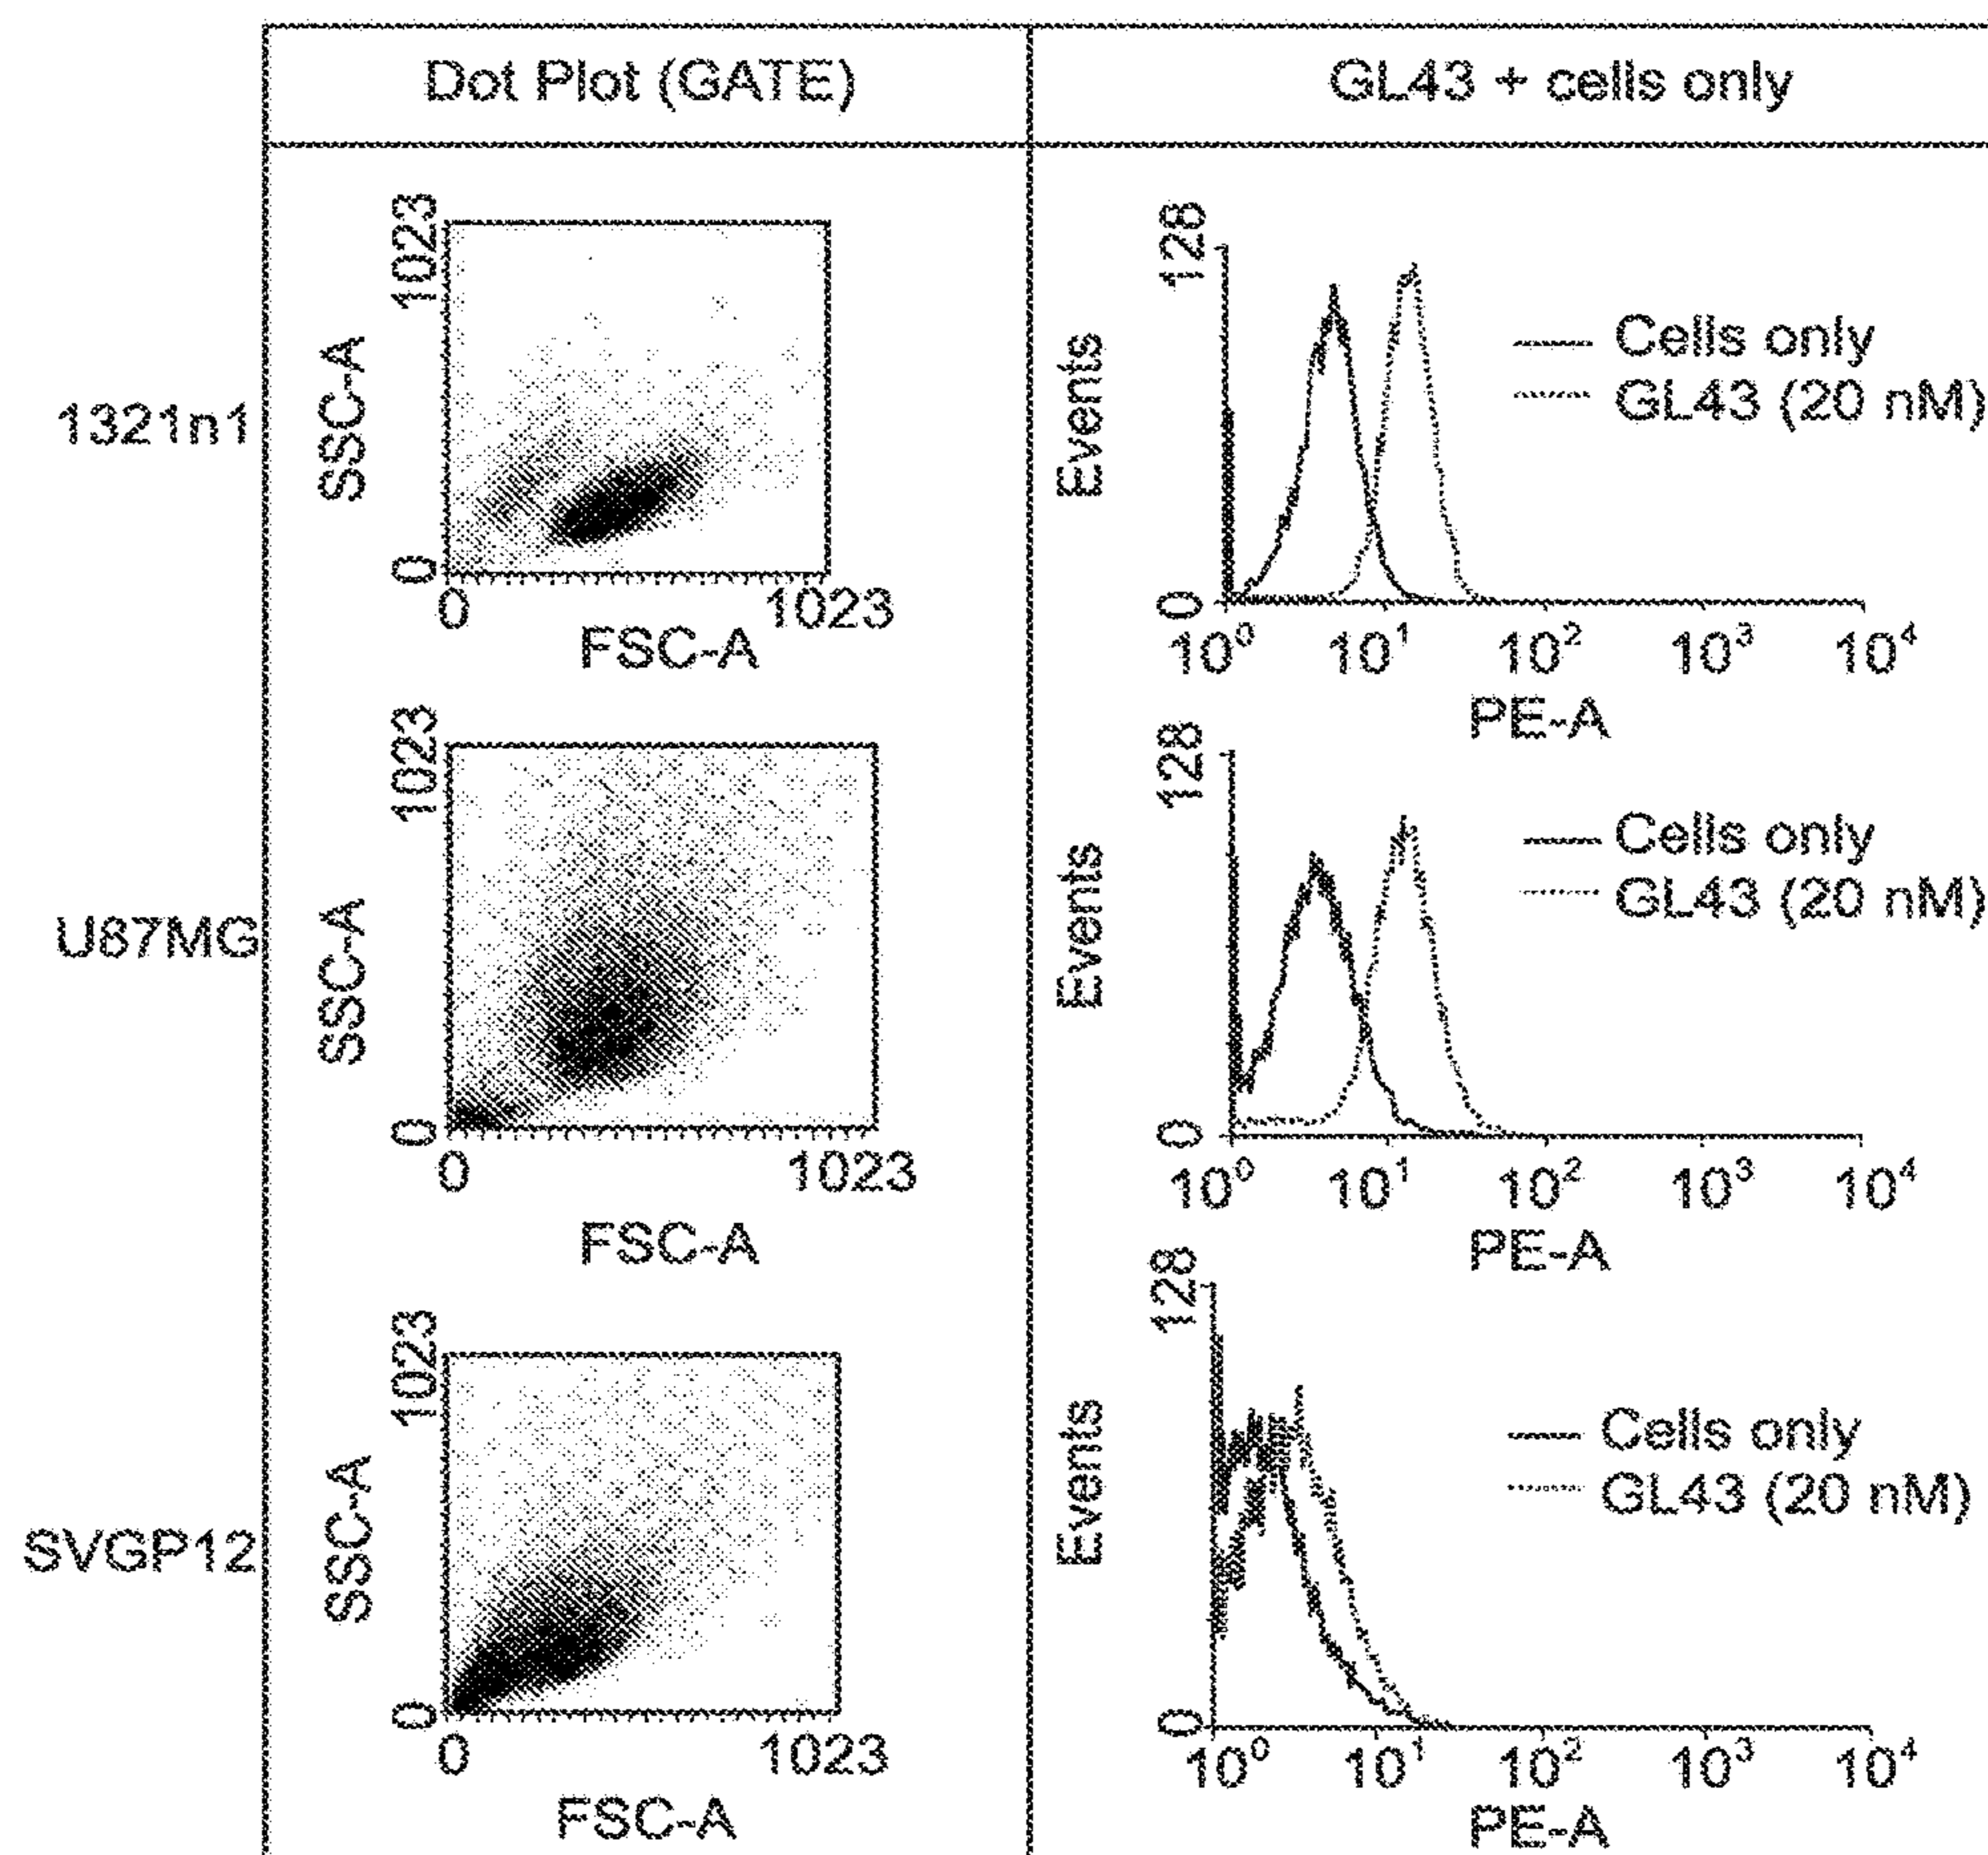 Dot Plot (GATE)
GL43 + cells only
1321n1
SSC-A
1023
0
0
1023
FSC-A
Events
128
0
Cells only
GL43 (20 nM)
10⁰ 10¹ 10² 10³ 10⁴
PE-A
U87MG
SSC-A
1023
0
0
1023
FSC-A
Events
128
0
Cells only
GL43 (20 nM)
10⁰ 10¹ 10² 10³ 10⁴
PE-A
SVGP12
SSC-A
1023
0
0
1023
FSC-A
Events
128
0
Cells only
GL43 (20 nM)
10⁰ 10¹ 10² 10³ 10⁴
PE-A